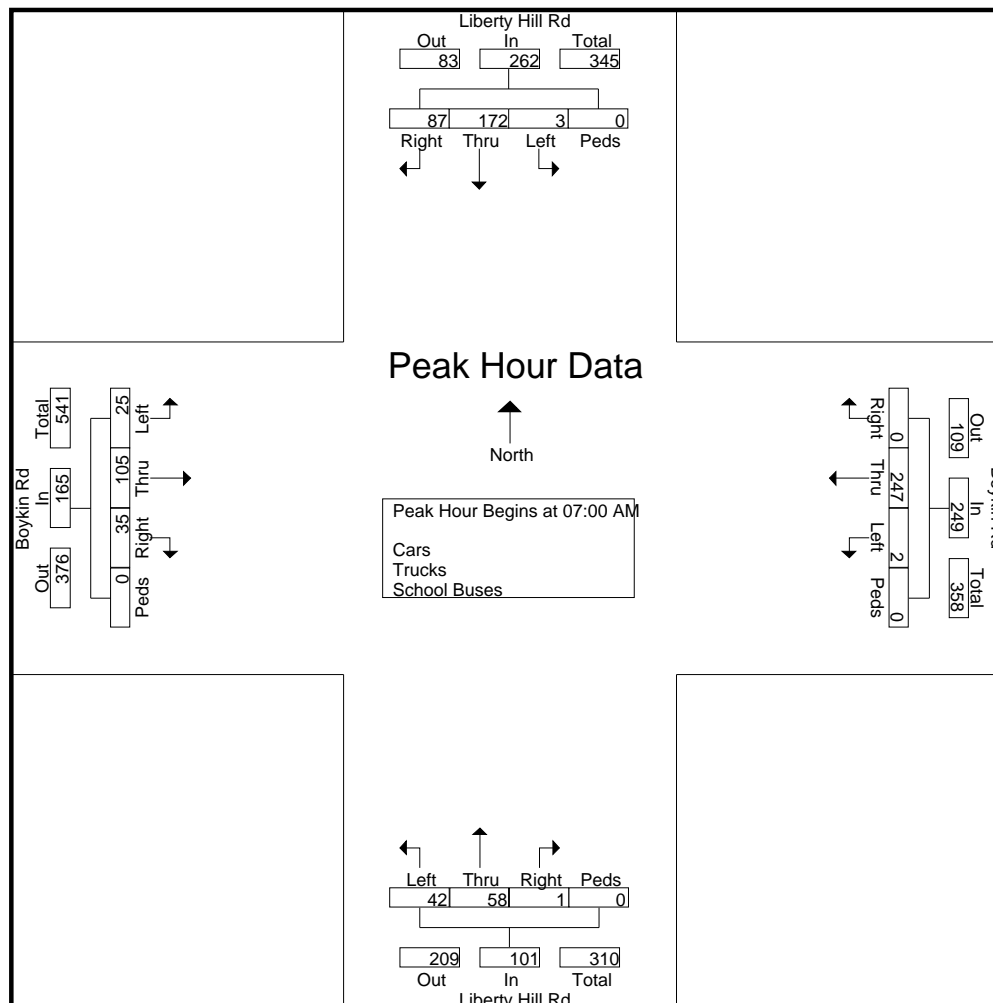 Liberty Hill Rd
Out In Total
83 262 345
87 172 3 0
Right Thru Left Peds
Peak Hour Data
North
Peak Hour Begins at 07:00 AM
Cars
Trucks
School Buses
Boykin Rd
Out In Total
376 165 541
35 105 25
0
Peds Right Thru Left
Right Thru Left Peds
0 247 2 0
Out In Total
109 249 358
Left Thru Right Peds
42 58 1 0
209 101 310
Out In Total
Liberty Hill Rd